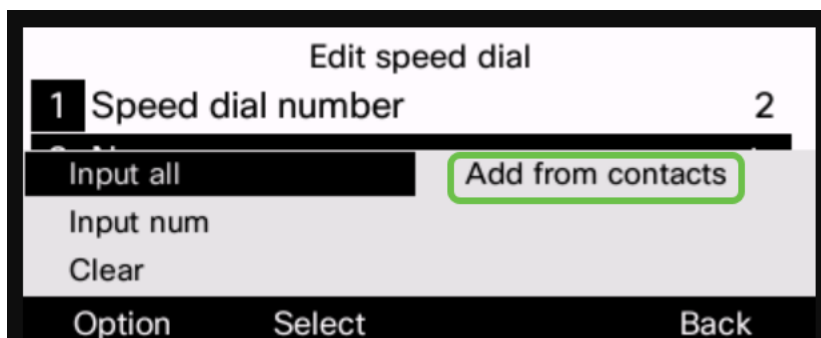 Edit speed dial
1 Speed dial number 2
Input all Add from contacts
Input num
Clear
Option Select Back